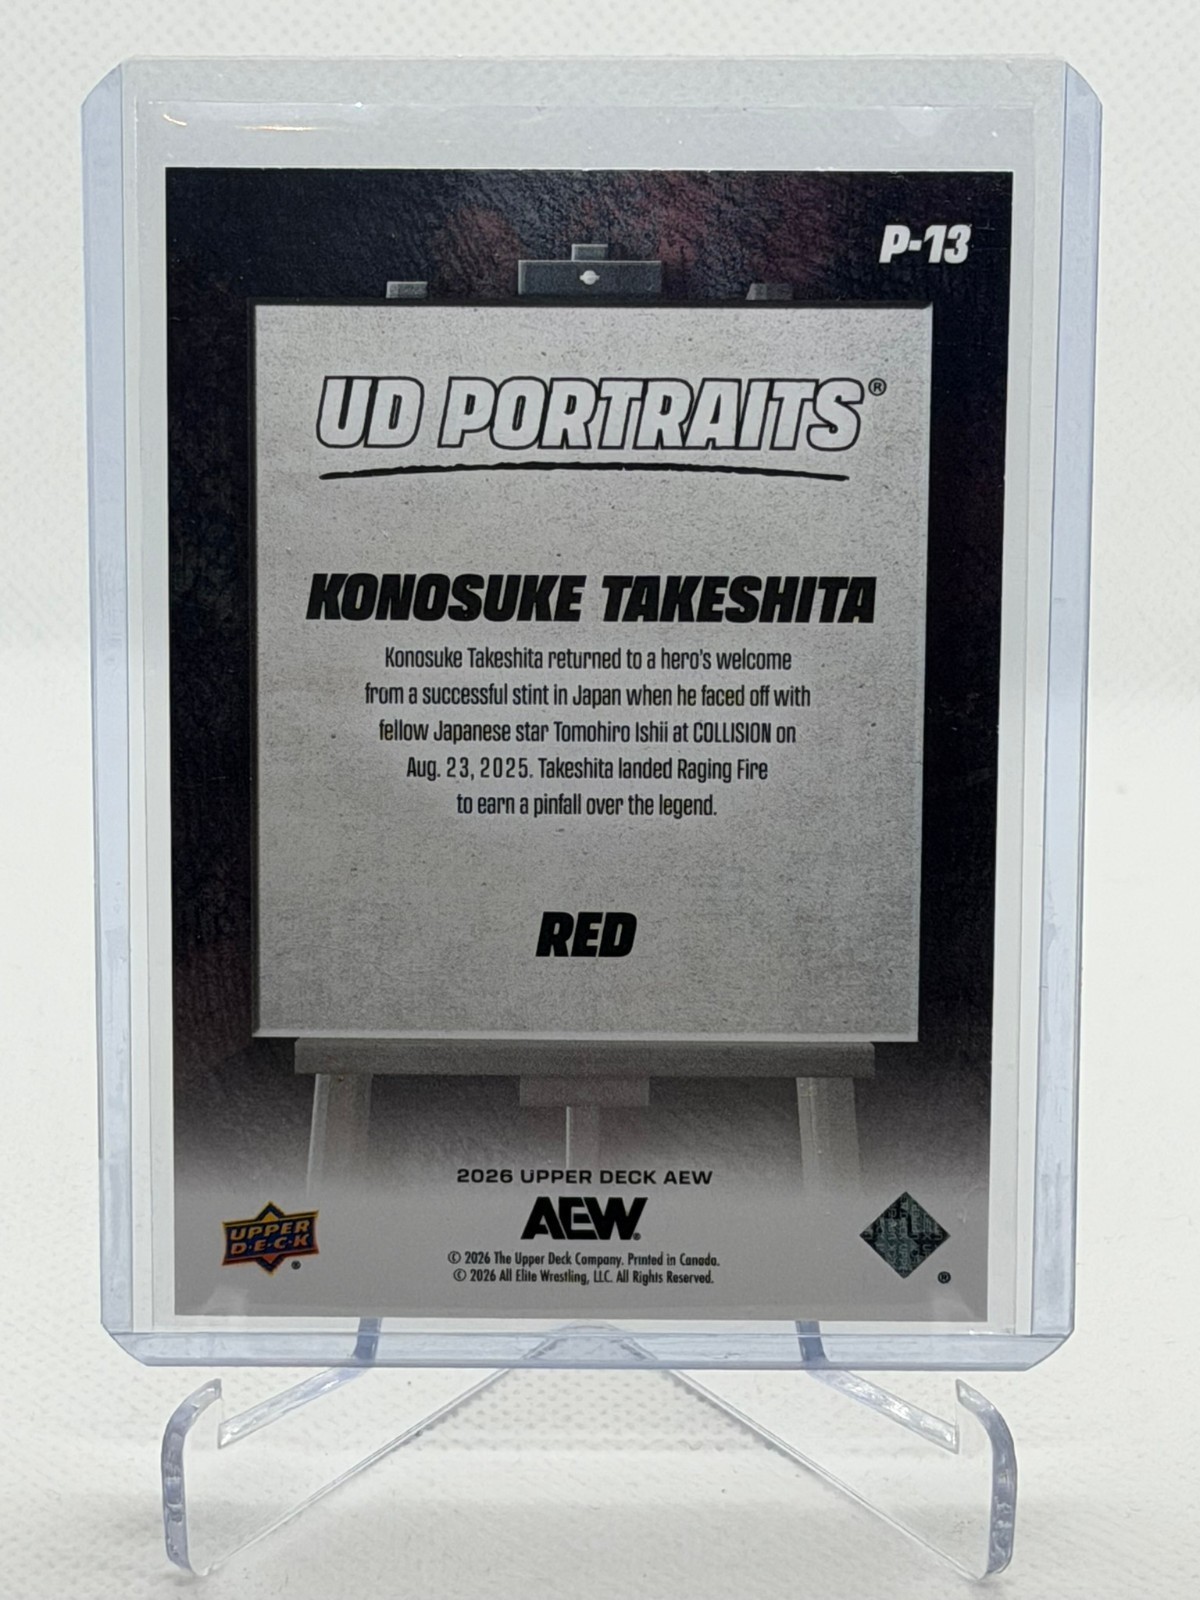 P-13
UD PORTRAITS®
KONOSUKE TAKESHITA
Konosuke Takeshita returned to a hero's welcome
from a successful stint in Japan when he faced off with
fellow Japanese star Tomohiro Ishii at COLLISION on
Aug. 23, 2025. Takeshita landed Raging Fire
to earn a pinfall over the legend.
RED
2026 UPPER DECK AEW
AEW®
UPPER
D·E·C·K®
© 2026 The Upper Deck Company. Printed in Canada.
© 2026 All Elite Wrestling, LLC. All Rights Reserved.
®